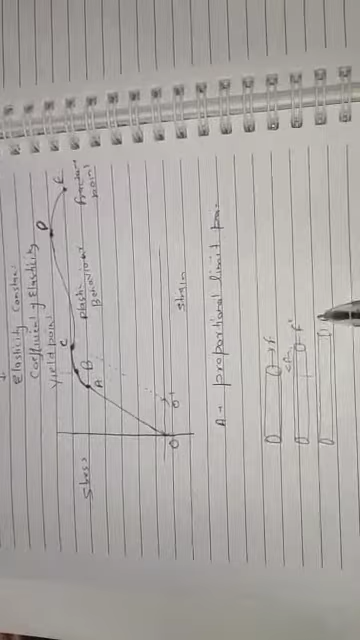 Elasticity Constant
Coefficient of Elasticity
Yield point
D
E
C
fracture
point
B
A
plastic
Behaviour
Stress
O
O'
Strain
A - proportional limit